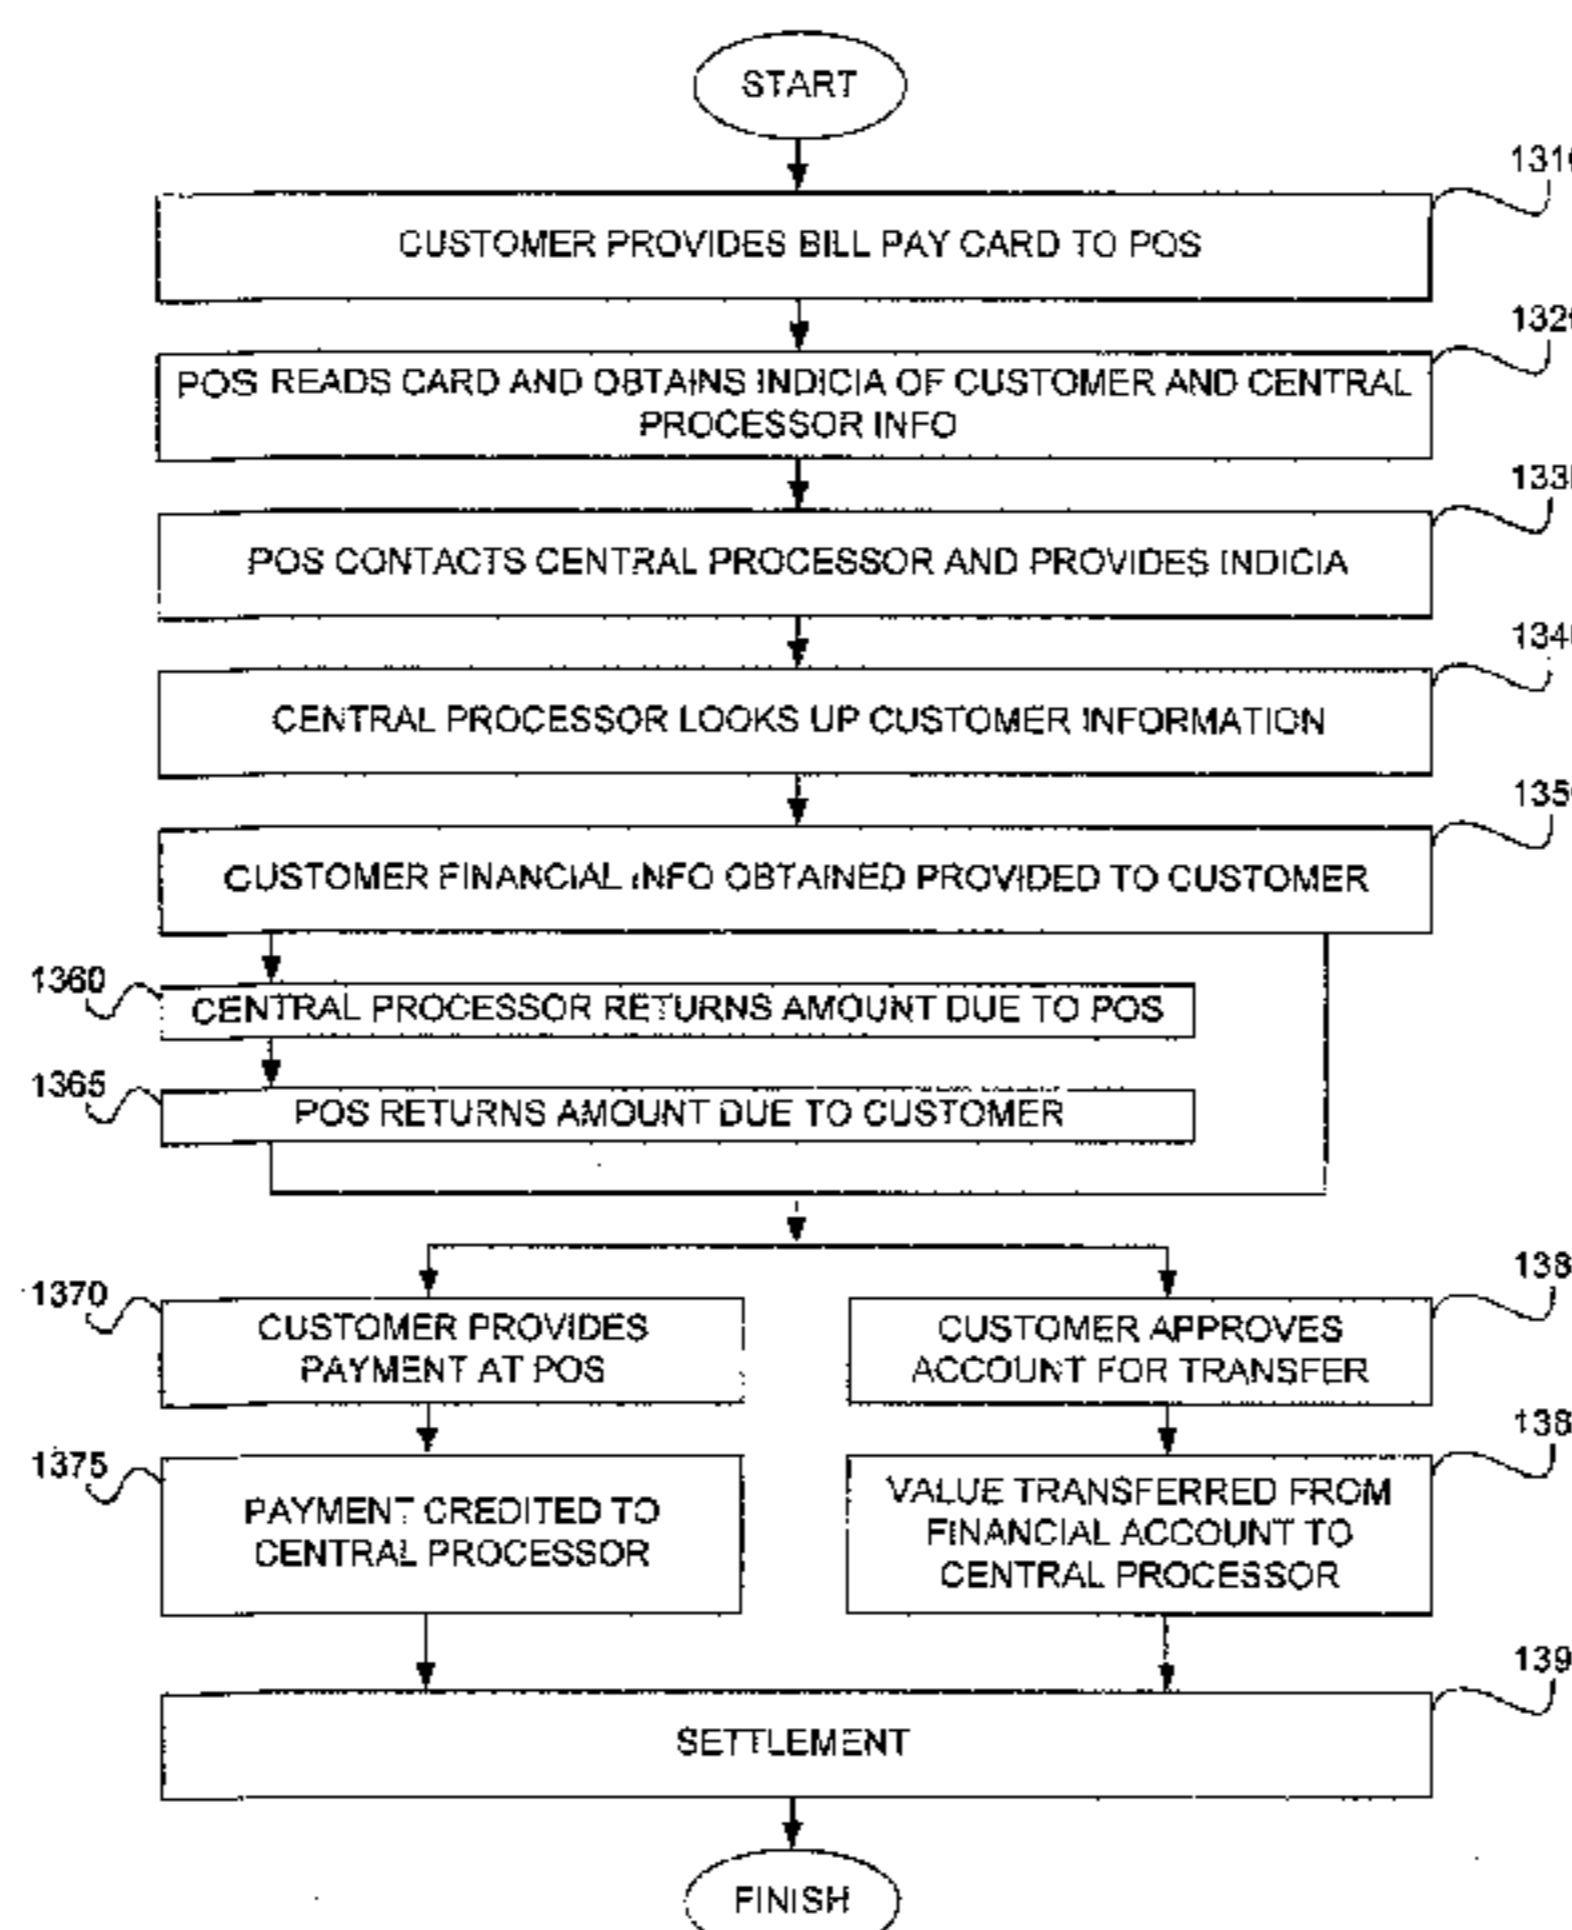 START
CUSTOMER PROVIDES BILL PAY CARD TO POS
POS READS CARD AND OBTAINS INDICIA OF CUSTOMER AND CENTRAL
PROCESSOR INFO
POS CONTACTS CENTRAL PROCESSOR AND PROVIDES INDICIA
CENTRAL PROCESSOR LOOKS UP CUSTOMER INFORMATION
CUSTOMER FINANCIAL INFO OBTAINED PROVIDED TO CUSTOMER
1360
CENTRAL PROCESSOR RETURNS AMOUNT DUE TO POS
1365
POS RETURNS AMOUNT DUE TO CUSTOMER
1370
CUSTOMER PROVIDES
PAYMENT AT POS
CUSTOMER APPROVES
ACCOUNT FOR TRANSFER
1375
PAYMENT CREDITED TO
CENTRAL PROCESSOR
VALUE TRANSFERRED FROM
FINANCIAL ACCOUNT TO
CENTRAL PROCESSOR
SETTLEMENT
FINISH